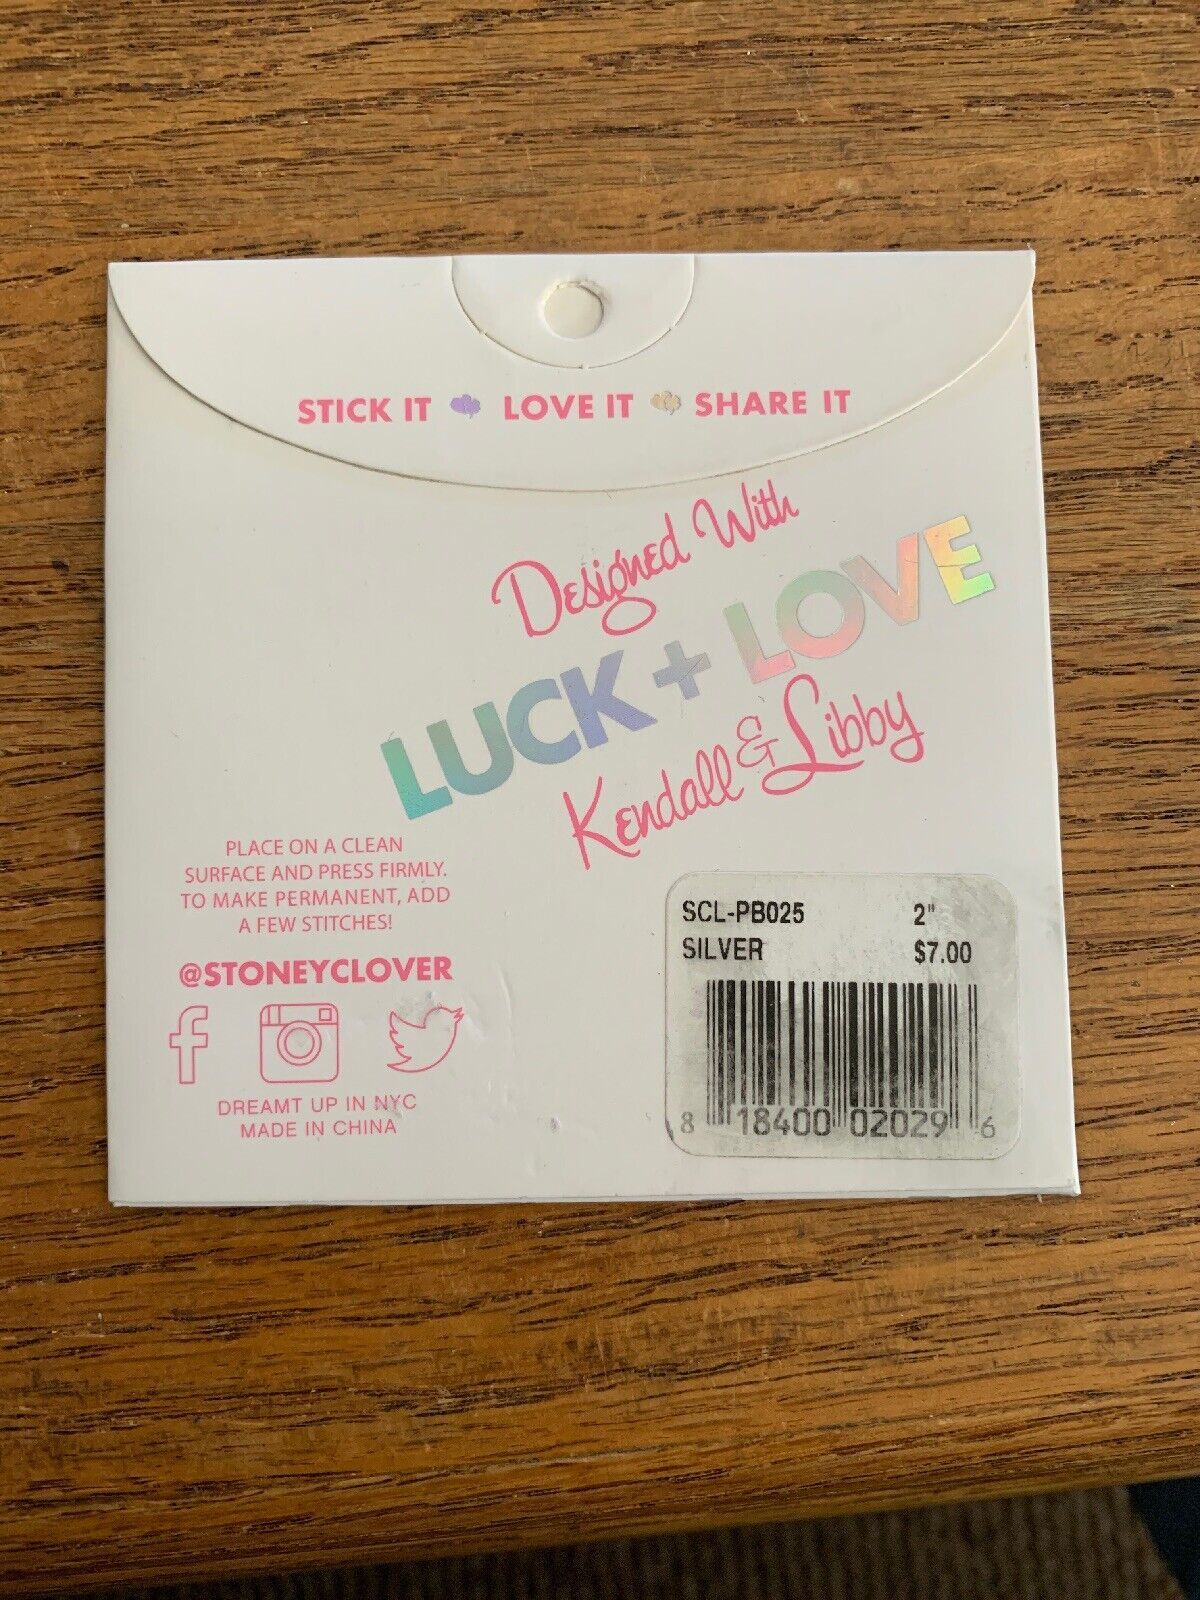 STICK IT LOVE IT SHARE IT
Designed With
LUCK + LOVE
Kendall & Libby
PLACE ON A CLEAN
SURFACE AND PRESS FIRMLY.
TO MAKE PERMANENT, ADD
A FEW STITCHES!
@STONEYCLOVER
DREAMT UP IN NYC
MADE IN CHINA
SCL-PB025 2"
SILVER $7.00
8 18400 02029 6